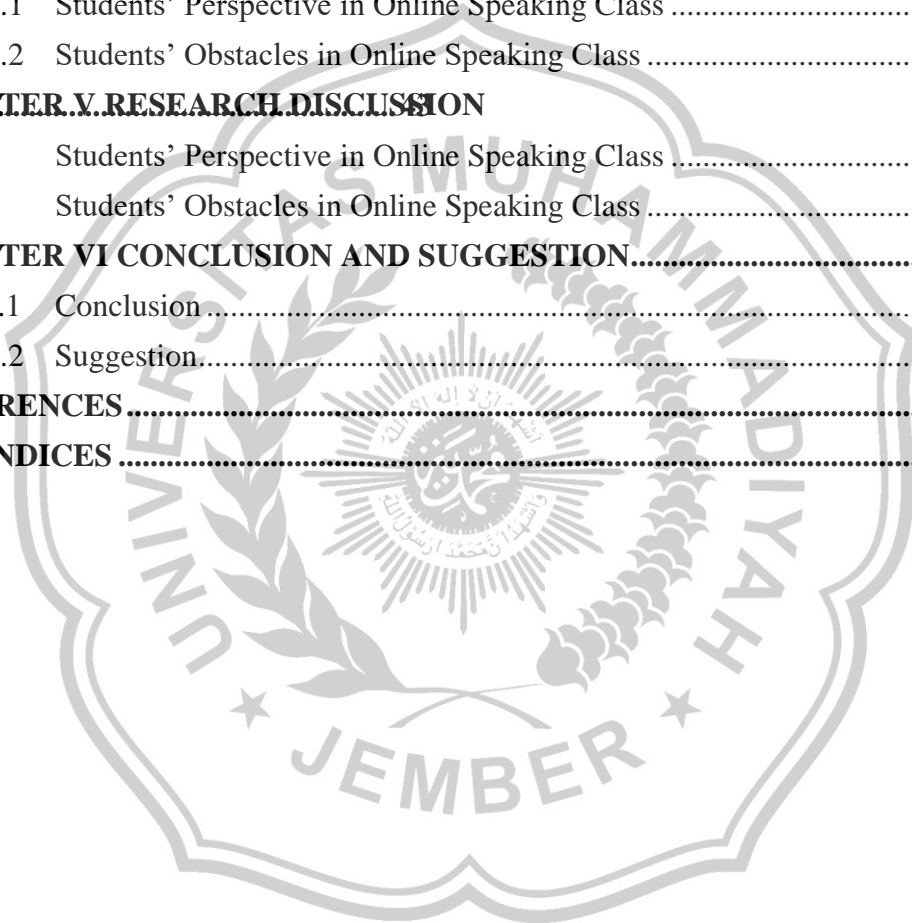 .1 Students’ Perspective in Online Speaking Class ..............................
.2 Students’ Obstacles in Online Speaking Class ..............................
TER V RESEARCH DISCUSSION
Students’ Perspective in Online Speaking Class ..............................
Students’ Obstacles in Online Speaking Class ..............................
TER VI CONCLUSION AND SUGGESTION..............................
.1 Conclusion ..............................
.2 Suggestion..............................
RENCES ..............................
NDICES ..............................
UNIVERSITAS MUHAMMADIYAH
JEMBER